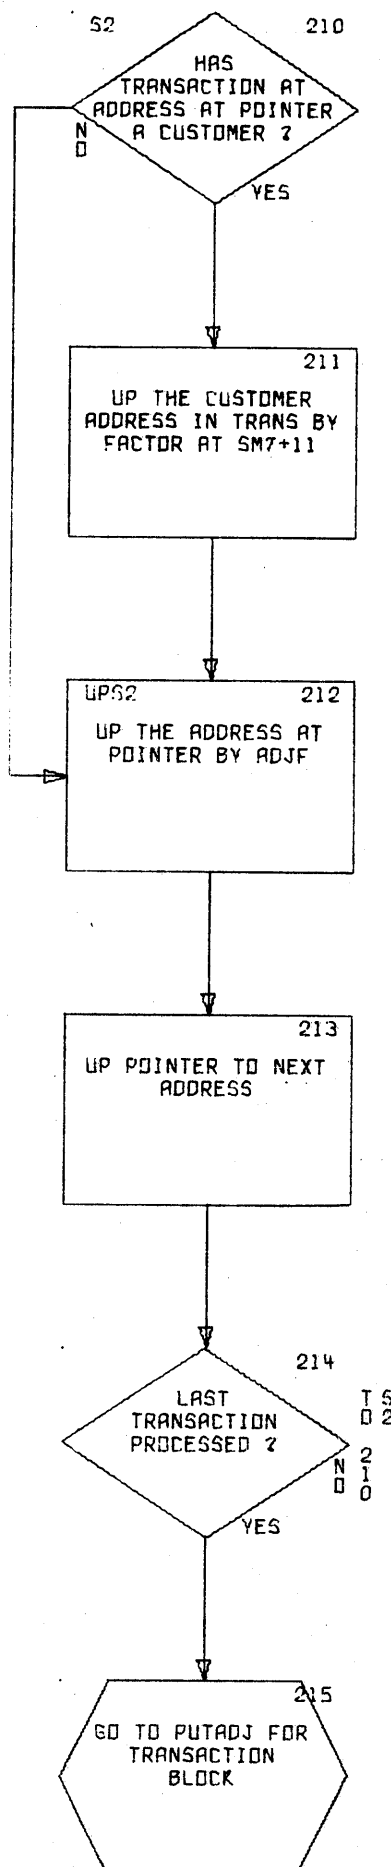 S2 210
HAS
TRANSACTION AT
ADDRESS AT POINTER
A CUSTOMER ?
NO
YES
211
UP THE CUSTOMER
ADDRESS IN TRANS BY
FACTOR AT SM7+11
UPS2 212
UP THE ADDRESS AT
POINTER BY ADJF
213
UP POINTER TO NEXT
ADDRESS
214
LAST
TRANSACTION
PROCESSED ?
NO
TO S2
210
YES
215
GO TO PUTADJ FOR
TRANSACTION
BLOCK